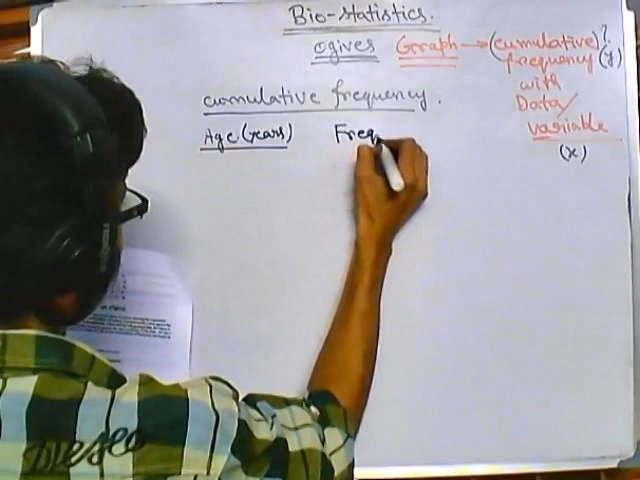 Bio-statistics.
ogives Graph → (cumulative)?
frequency (y)
with
Data/
variable
(x)
cumulative frequency.
Age (years) Freq
DIESEL